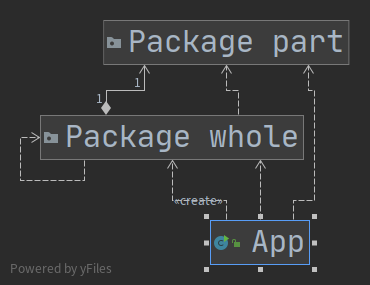 Package part
1
1
Package whole
«create»
App
Powered by yFiles